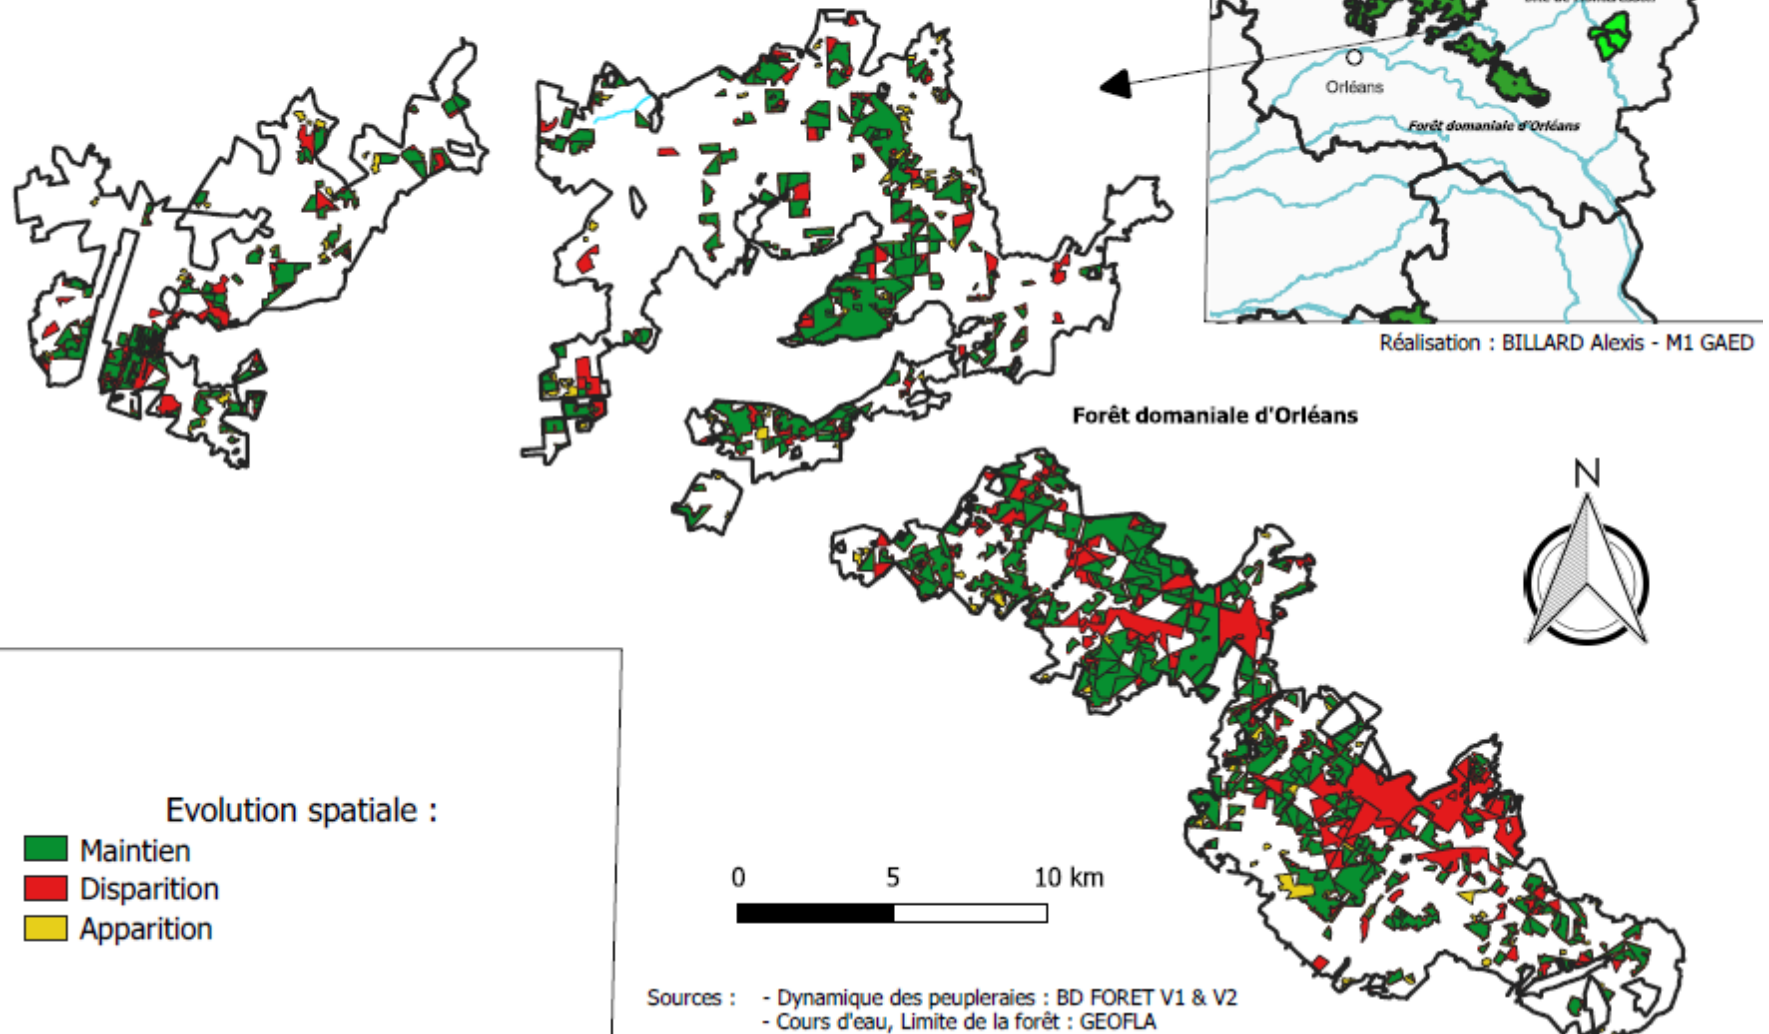 Orléans
Forêt domaniale d'Orléans
Réalisation : BILLARD Alexis - M1 GAED
Forêt domaniale d'Orléans
N
Evolution spatiale :
Maintien
Disparition
Apparition
0 5 10 km
Sources : - Dynamique des peupleraies : BD FORET V1 & V2
- Cours d'eau, Limite de la forêt : GEOFLA